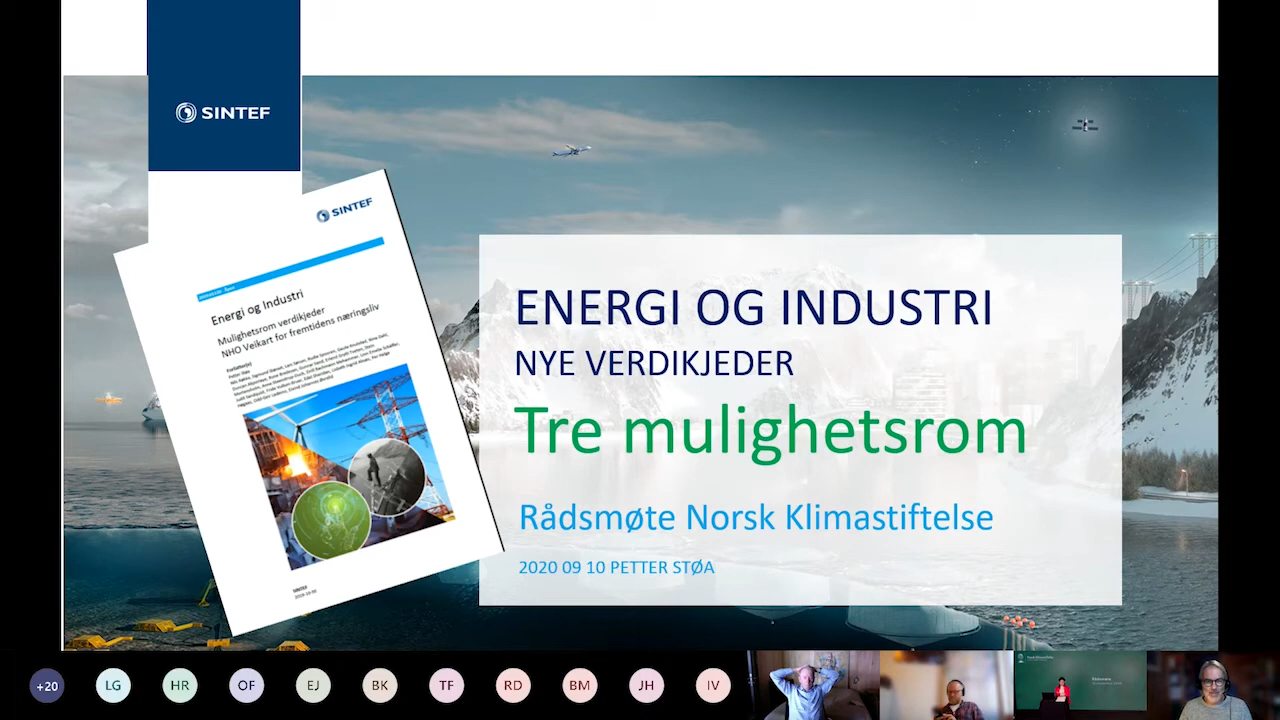 SINTEF
SINTEF
Energi og Industri
Mulighetsrom verdikjeder
NHO Veikart for fremtidens næringsliv
Forfatter(e)
SINTEF
ENERGI OG INDUSTRI
NYE VERDIKJEDER
Tre mulighetsrom
Rådsmøte Norsk Klimastiftelse
2020 09 10 PETTER STØA
+20
LG
HR
OF
EJ
BK
TF
RD
BM
JH
IV